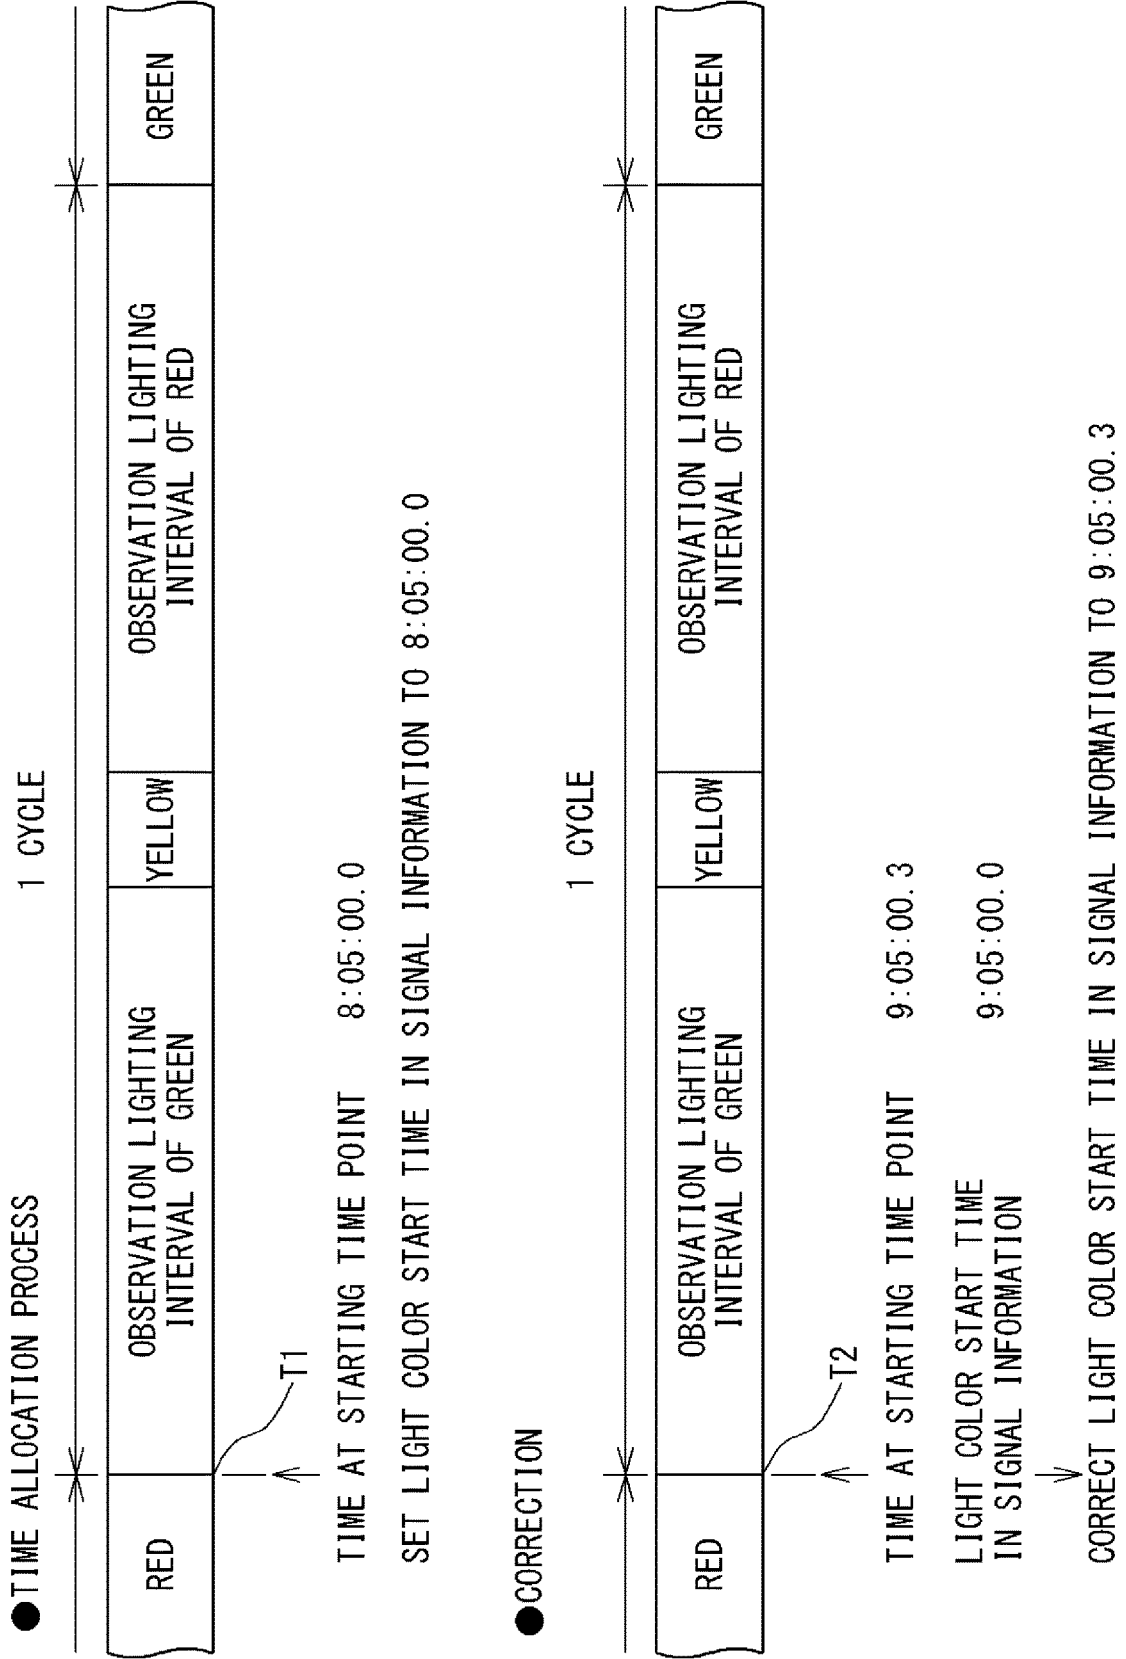 ●TIME ALLOCATION PROCESS
1 CYCLE
RED
OBSERVATION LIGHTING
INTERVAL OF GREEN
YELLOW
OBSERVATION LIGHTING
INTERVAL OF RED
GREEN
T1
TIME AT STARTING TIME POINT 8:05:00.0
SET LIGHT COLOR START TIME IN SIGNAL INFORMATION TO 8:05:00.0
●CORRECTION
1 CYCLE
RED
OBSERVATION LIGHTING
INTERVAL OF GREEN
YELLOW
OBSERVATION LIGHTING
INTERVAL OF RED
GREEN
T2
TIME AT STARTING TIME POINT 9:05:00.3
LIGHT COLOR START TIME
IN SIGNAL INFORMATION 9:05:00.0
CORRECT LIGHT COLOR START TIME IN SIGNAL INFORMATION TO 9:05:00.3